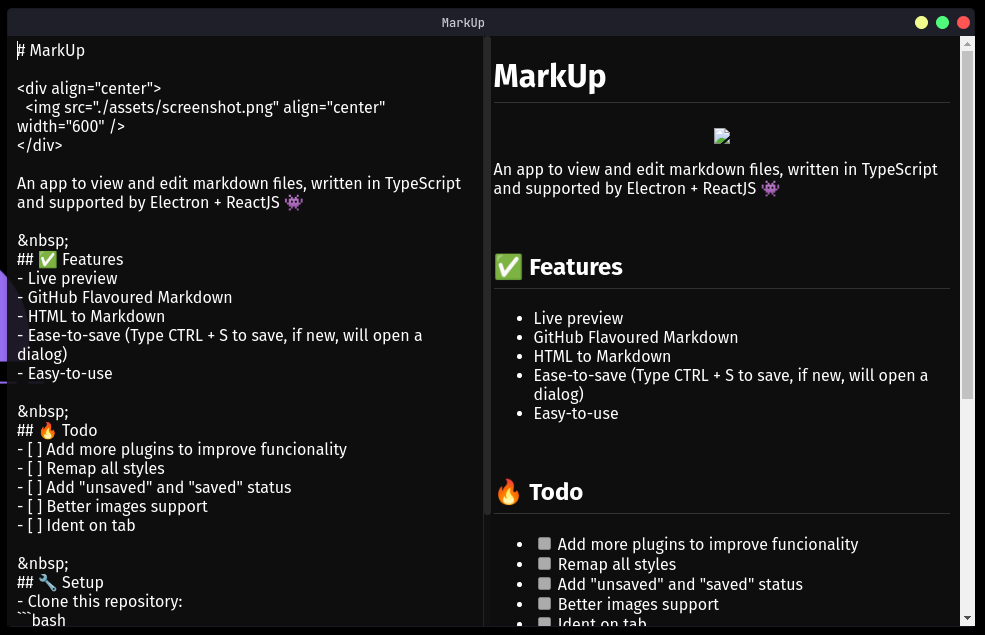 MarkUp
# MarkUp
<div align="center">
  <img src="./assets/screenshot.png" align="center"
width="600" />
</div>
An app to view and edit markdown files, written in TypeScript
and supported by Electron + ReactJS 👾
&nbsp;
## ✅ Features
- Live preview
- GitHub Flavoured Markdown
- HTML to Markdown
- Ease-to-save (Type CTRL + S to save, if new, will open a
dialog)
- Easy-to-use
&nbsp;
## 🔥 Todo
- [ ] Add more plugins to improve funcionality
- [ ] Remap all styles
- [ ] Add "unsaved" and "saved" status
- [ ] Better images support
- [ ] Ident on tab
&nbsp;
## 🔧 Setup
- Clone this repository:
```bash
MarkUp
An app to view and edit markdown files, written in TypeScript
and supported by Electron + ReactJS 👾
✅ Features
• Live preview
• GitHub Flavoured Markdown
• HTML to Markdown
• Ease-to-save (Type CTRL + S to save, if new, will open a
dialog)
• Easy-to-use
🔥 Todo
• Add more plugins to improve funcionality
• Remap all styles
• Add "unsaved" and "saved" status
• Better images support
• Ident on tab